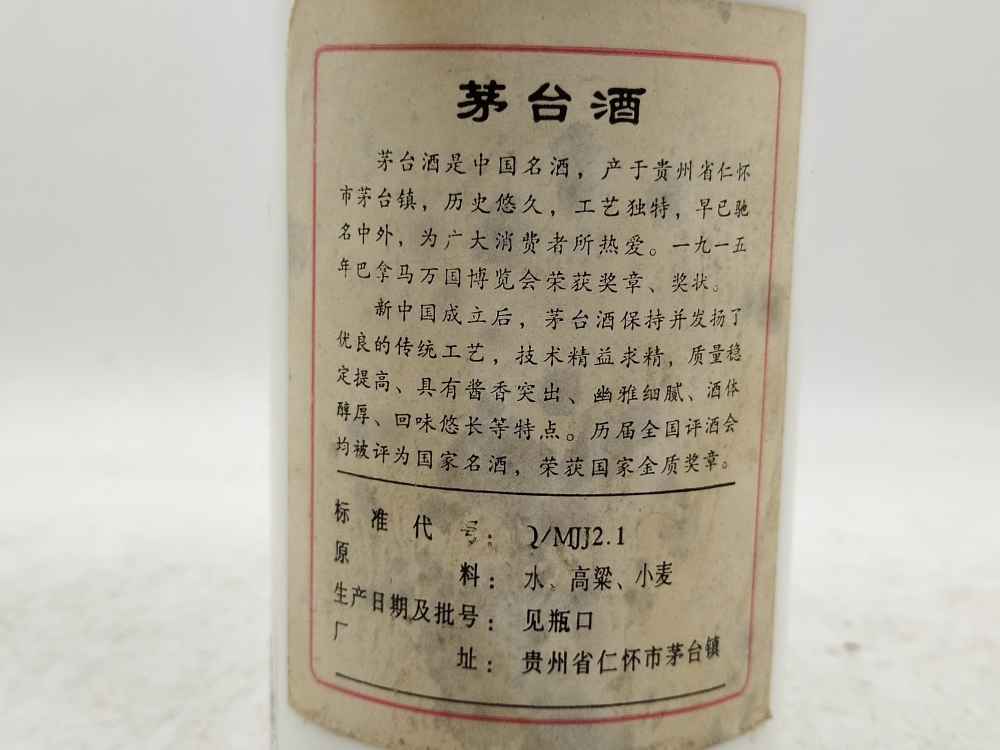 茅台酒
茅台酒是中国名酒，产于贵州省仁怀
市茅台镇，历史悠久，工艺独特，早已驰
名中外，为广大消费者所热爱。一九一五
年巴拿马万国博览会荣获奖章、奖状。
新中国成立后，茅台酒保持并发扬了
优良的传统工艺，技术精益求精，质量稳
定提高、具有酱香突出、幽雅细腻、酒体
醇厚、回味悠长等特点。历届全国评酒会
均被评为国家名酒，荣获国家金质奖章。
标准代号：Q/MJJ2.1
原料：水、高粱、小麦
生产日期及批号：见瓶口
厂址：贵州省仁怀市茅台镇